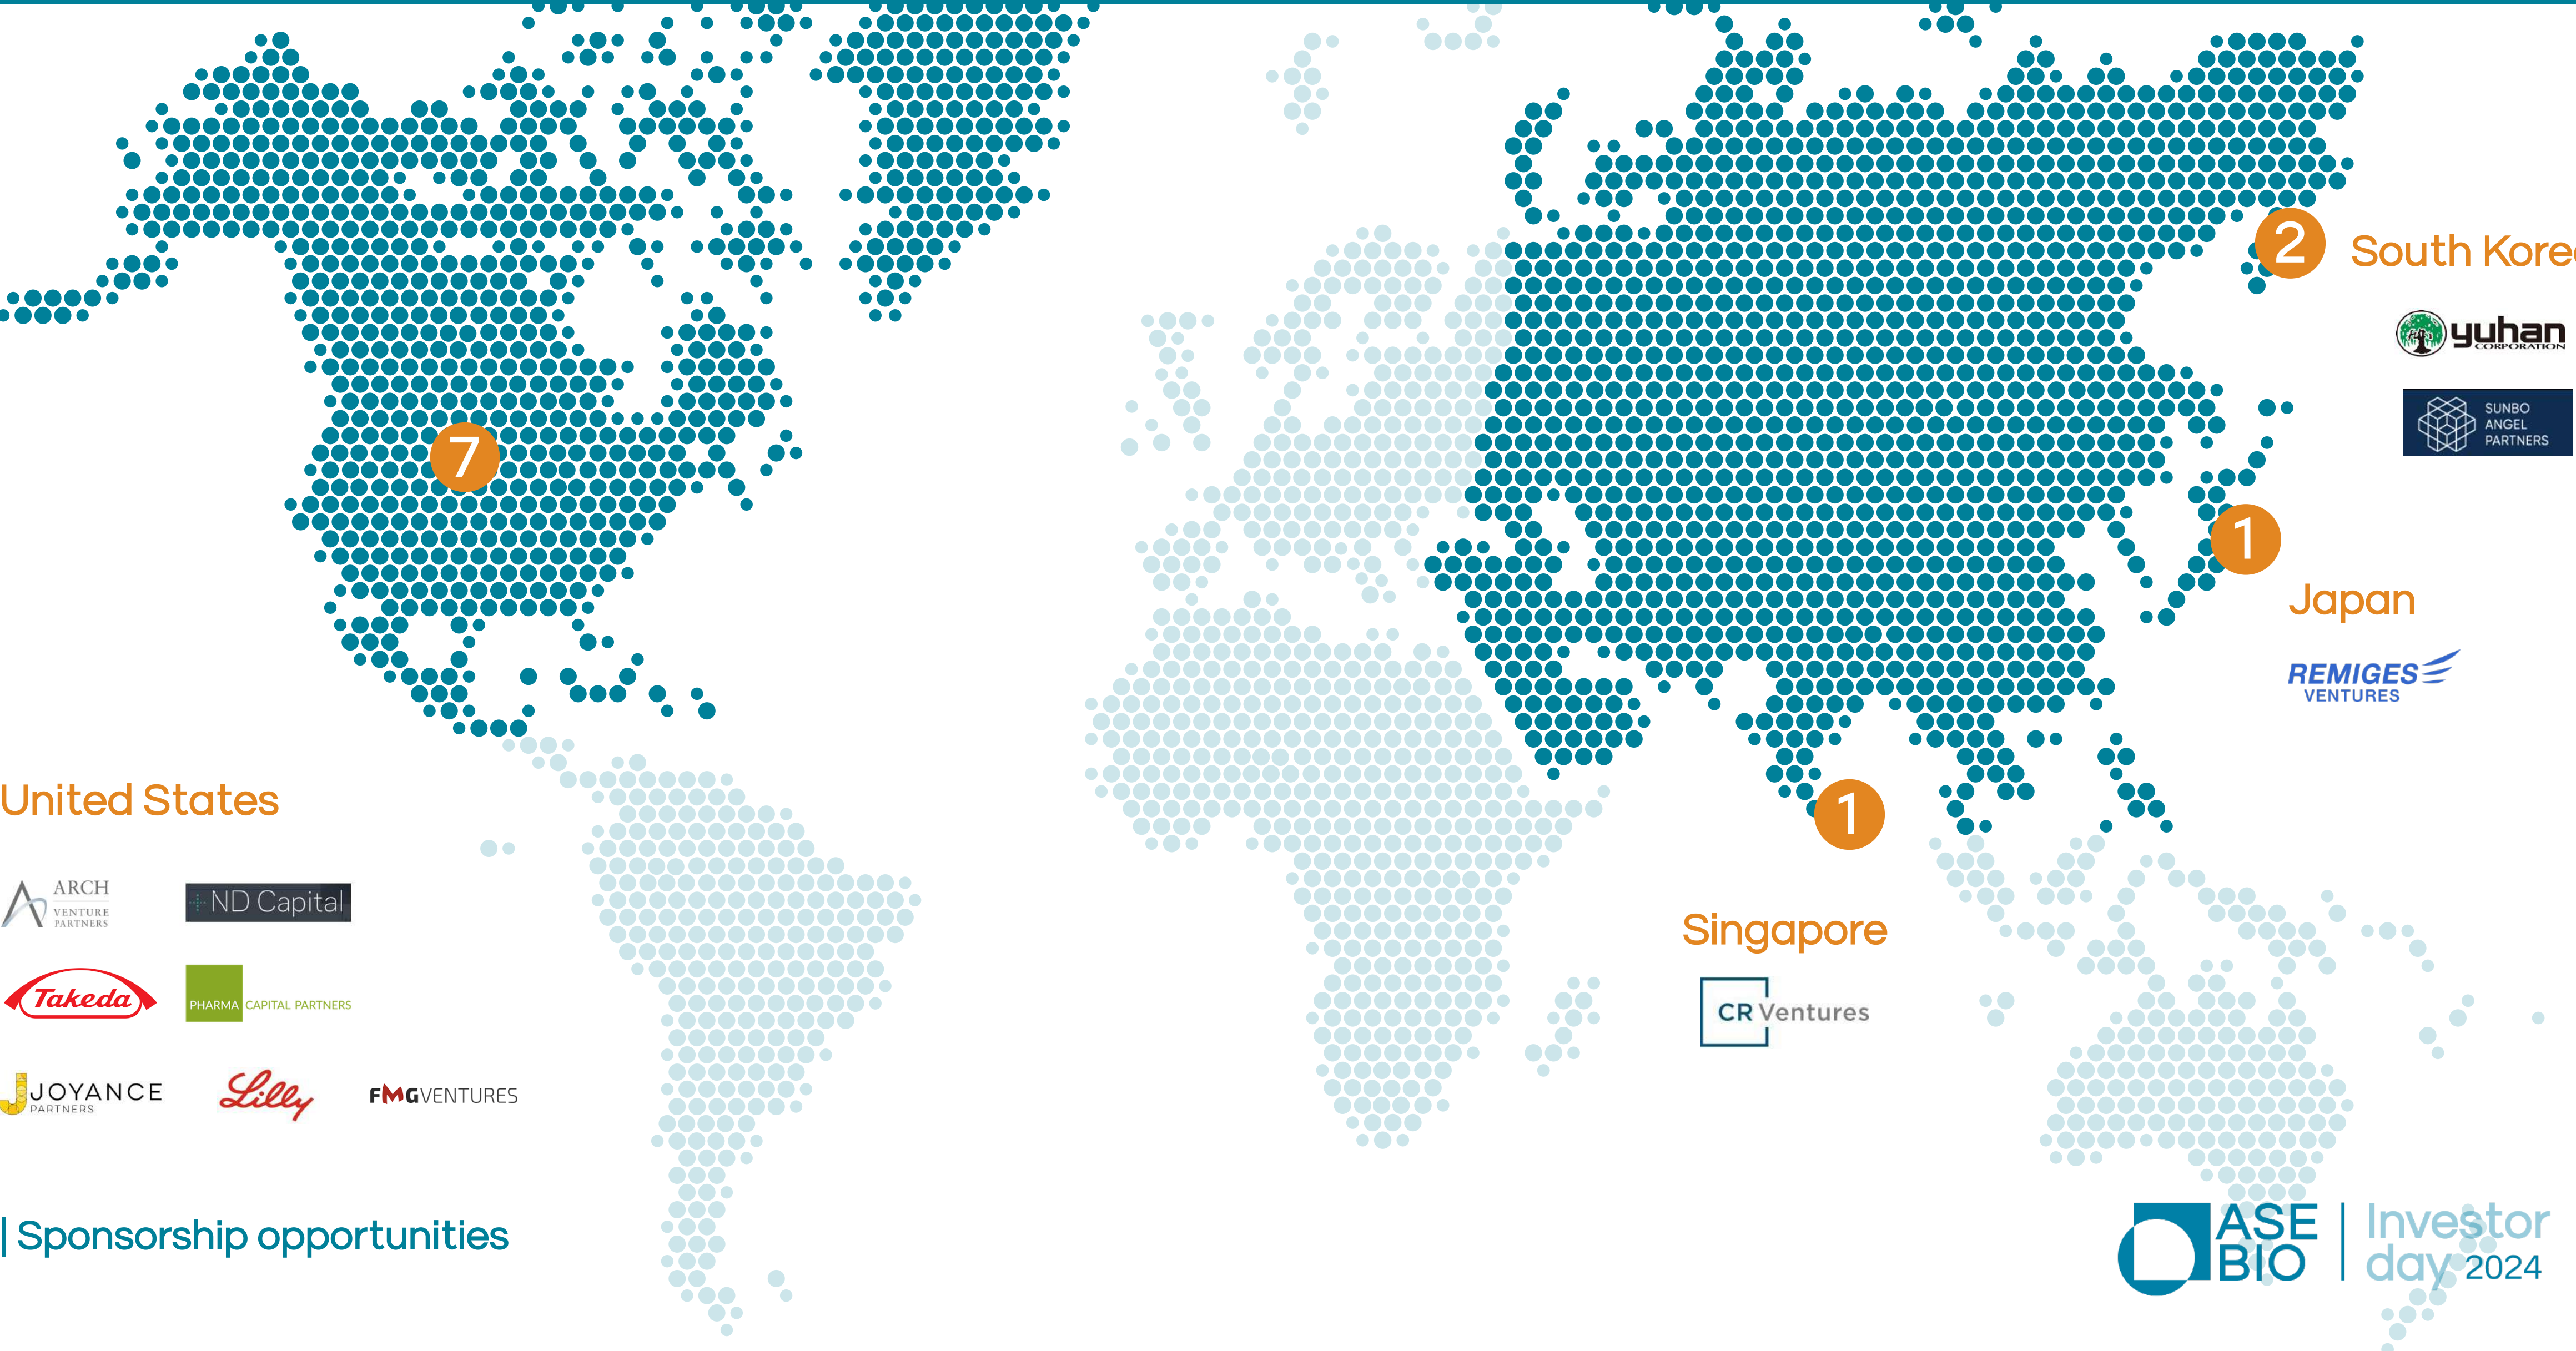 2
South Kore
yuhan
CORPORATION
SUNBO
ANGEL
PARTNERS
7
1
Japan
REMIGES
VENTURES
1
United States
ARCH
VENTURE
PARTNERS
ND Capital
Takeda
PHARMA CAPITAL PARTNERS
JOYANCE
PARTNERS
Lilly
FMGVENTURES
Singapore
CR Ventures
| Sponsorship opportunities
ASE
BIO
Investor
day 2024